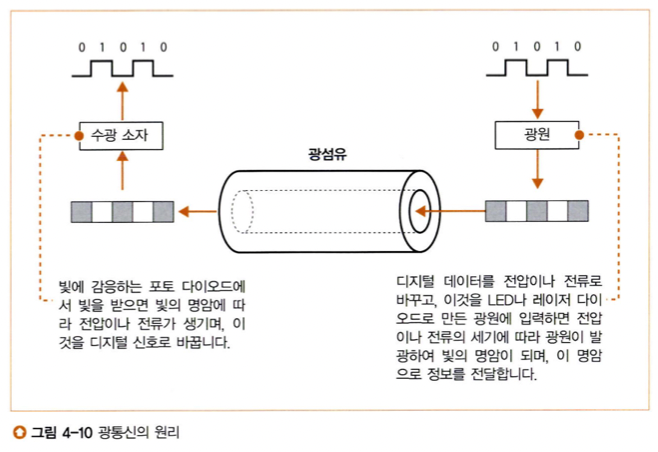 0 1 0 1 0
0 1 0 1 0
수광 소자
광원
광섬유
빛에 감응하는 포토 다이오드에
서 빛을 받으면 빛의 명암에 따
라 전압이나 전류가 생기며, 이
것을 디지털 신호로 바꿉니다.
디지털 데이터를 전압이나 전류로
바꾸고, 이것을 LED나 레이저 다이
오드로 만든 광원에 입력하면 전압
이나 전류의 세기에 따라 광원이 발
광하여 빛의 명암이 되며, 이 명암
으로 정보를 전달합니다.
그림 4-10 광통신의 원리